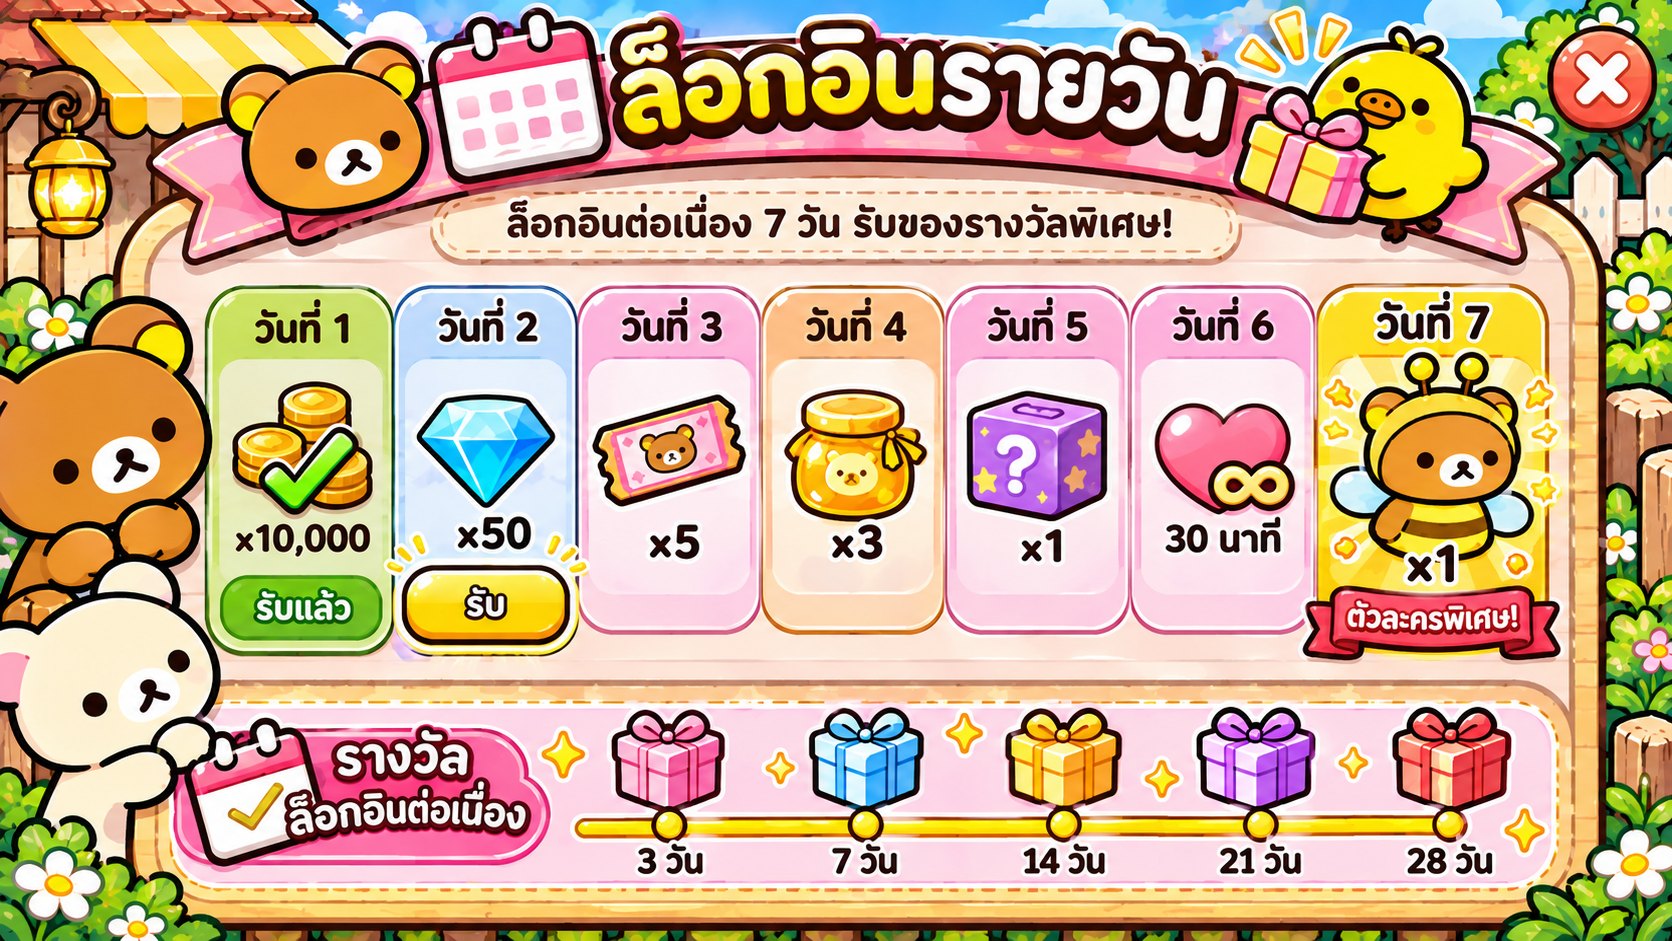 ล็อกอินรายวัน
ล็อกอินต่อเนื่อง 7 วัน รับของรางวัลพิเศษ!
วันที่ 1
×10,000
รับแล้ว
วันที่ 2
×50
รับ
วันที่ 3
×5
วันที่ 4
×3
วันที่ 5
?
×1
วันที่ 6
30 นาที
วันที่ 7
×1
ตัวละครพิเศษ!
รางวัล
ล็อกอินต่อเนื่อง
3 วัน
7 วัน
14 วัน
21 วัน
28 วัน